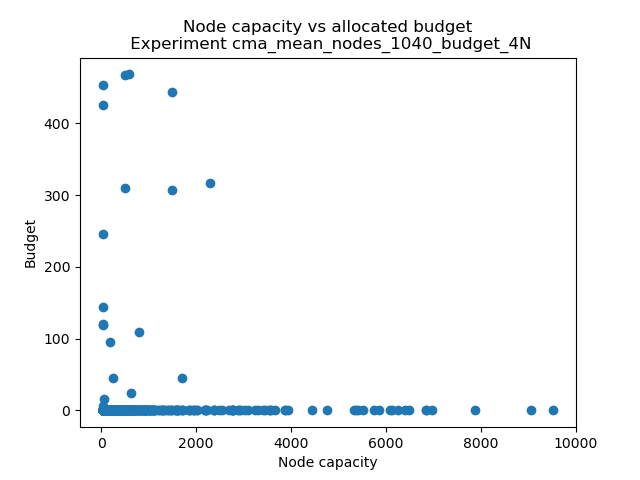 Node capacity vs allocated budget
Experiment cma_mean_nodes_1040_budget_4N
Budget
400
300
200
100
0
0 2000 4000 6000 8000 10000
Node capacity